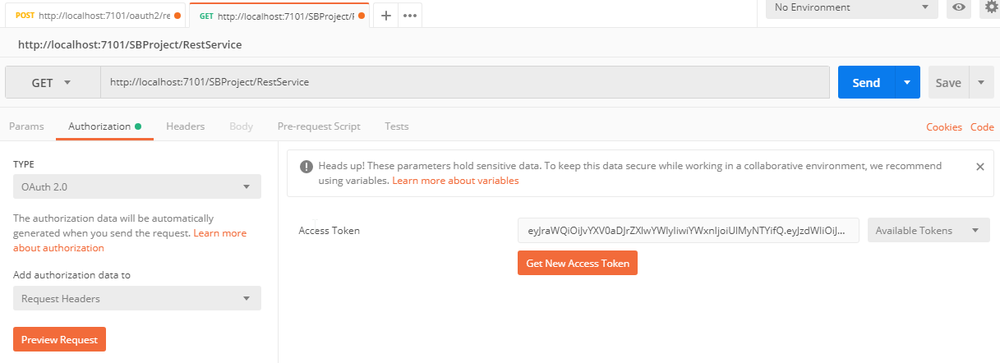 POST http://localhost:7101/oauth2/re
GET http://localhost:7101/SBProject/F
No Environment
http://localhost:7101/SBProject/RestService
GET http://localhost:7101/SBProject/RestService Send Save
Params Authorization Headers Body Pre-request Script Tests Cookies Code
TYPE
OAuth 2.0
The authorization data will be automatically
generated when you send the request. Learn more
about authorization
Add authorization data to
Request Headers
Preview Request
Heads up! These parameters hold sensitive data. To keep this data secure while working in a collaborative environment, we recommend
using variables. Learn more about variables
Access Token
Available Tokens
Get New Access Token